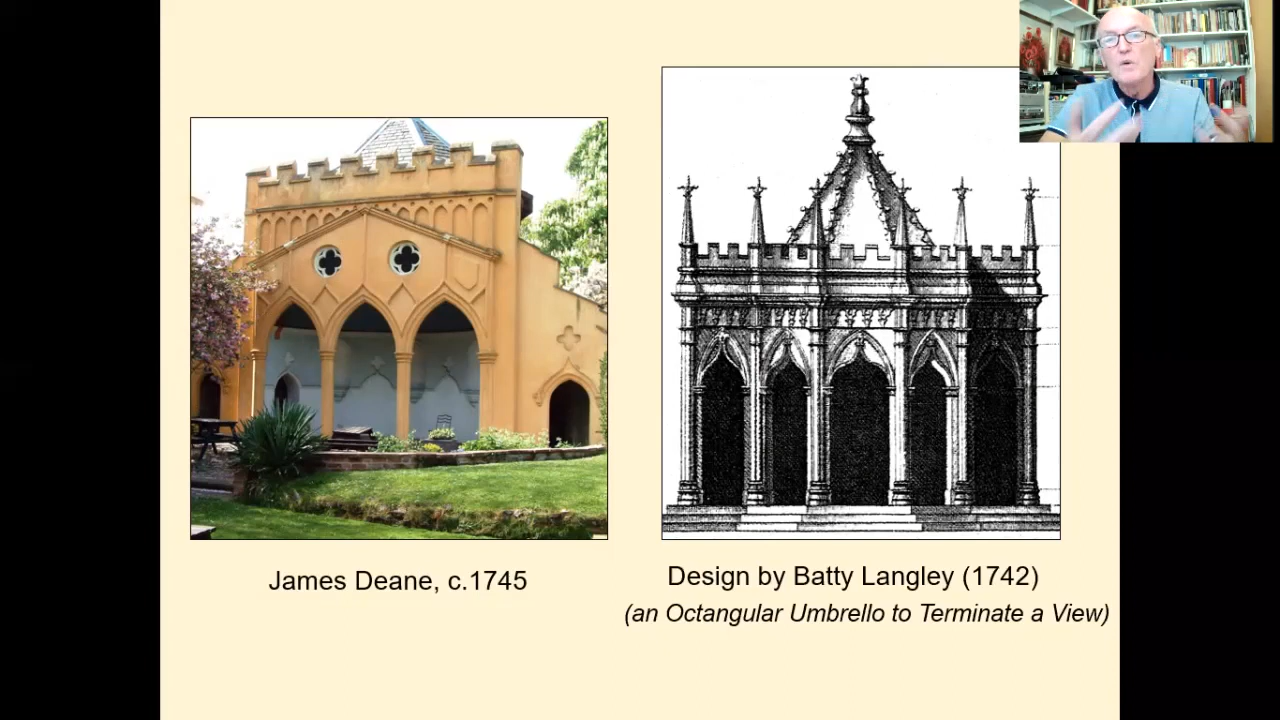 James Deane, c.1745
Design by Batty Langley (1742)
(an Octangular Umbrello to Terminate a View)